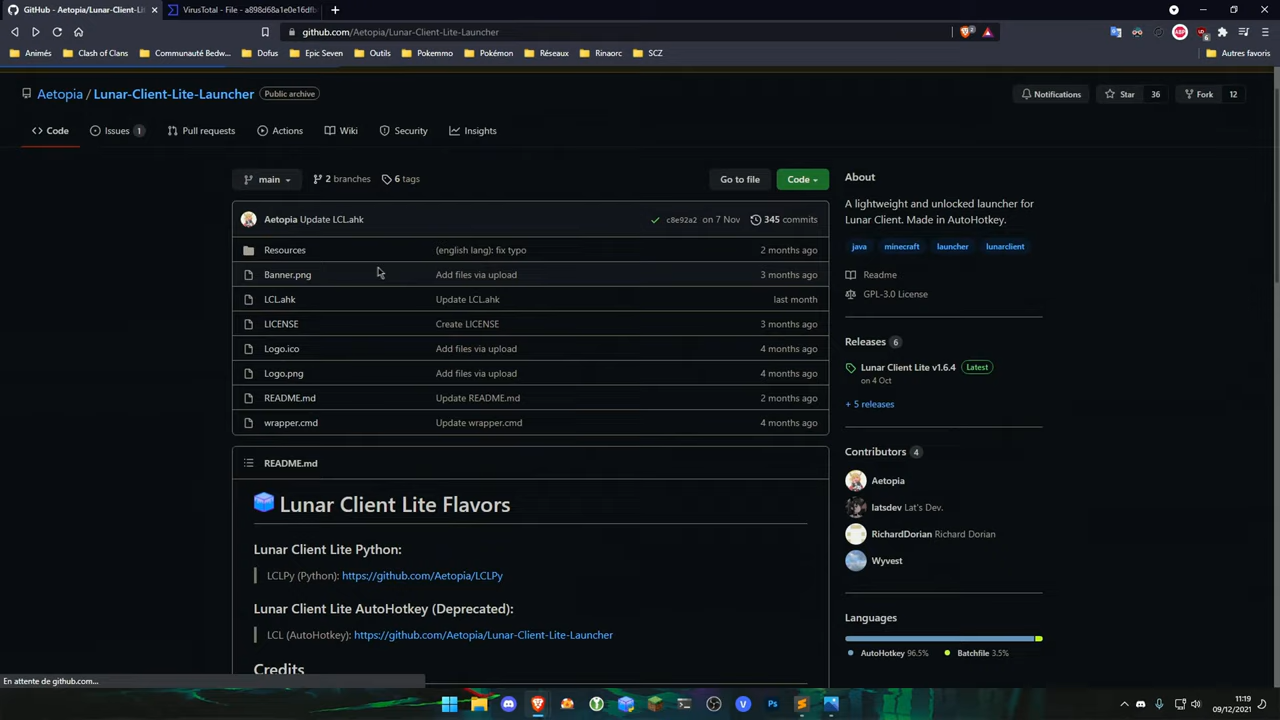 GitHub - Aetopia/Lunar-Client-Lit
VirusTotal - File - a898d68a1e0e16dfb
github.com/Aetopia/Lunar-Client-Lite-Launcher
Animés
Clash of Clans
Communauté Bedw...
Dofus
Epic Seven
Outils
Pokemmo
Pokémon
Réseaux
Rinaorc
SCZ
Autres favoris
Aetopia / Lunar-Client-Lite-Launcher Public archive
Notifications
Star 36
Fork 12
Code
Issues 1
Pull requests
Actions
Wiki
Security
Insights
main
2 branches
6 tags
Go to file
Code
Aetopia Update LCL.ahk c8e92a2 on 7 Nov 345 commits
Resources (english lang): fix typo 2 months ago
Banner.png Add files via upload 3 months ago
LCL.ahk Update LCL.ahk last month
LICENSE Create LICENSE 3 months ago
Logo.ico Add files via upload 4 months ago
Logo.png Add files via upload 4 months ago
README.md Update README.md 2 months ago
wrapper.cmd Update wrapper.cmd 4 months ago
README.md
Lunar Client Lite Flavors
Lunar Client Lite Python:
LCLPy (Python): https://github.com/Aetopia/LCLPy
Lunar Client Lite AutoHotkey (Deprecated):
LCL (AutoHotkey): https://github.com/Aetopia/Lunar-Client-Lite-Launcher
Credits
About
A lightweight and unlocked launcher for
Lunar Client. Made in AutoHotkey.
java minecraft launcher lunarclient
Readme
GPL-3.0 License
Releases 6
Lunar Client Lite v1.6.4 Latest
on 4 Oct
+ 5 releases
Contributors 4
Aetopia
latsdev Lat's Dev.
RichardDorian Richard Dorian
Wyvest
Languages
AutoHotkey 96.5% Batchfile 3.5%
En attente de github.com...
11:19
09/12/2021